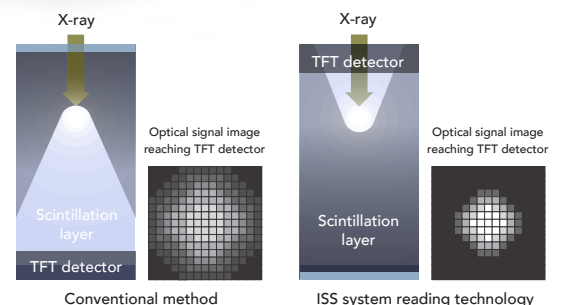 X-ray
Optical signal image
reaching TFT detector
Scintillation
layer
TFT detector
Conventional method
X-ray
TFT detector
Optical signal image
reaching TFT detector
Scintillation
layer
ISS system reading technology